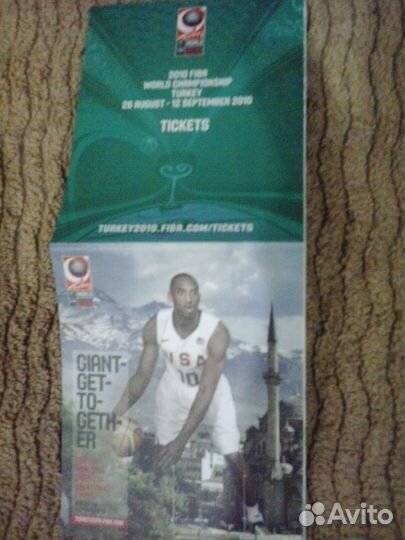 2010 FIBA
WORLD CHAMPIONSHIP
TURKEY
28 AUGUST - 12 SEPTEMBER 2010
TICKETS
TURKEY2010.FIBA.COM/TICKETS
GIANT-
GET-
TO-
GETH-
ER
USA
10
Avito